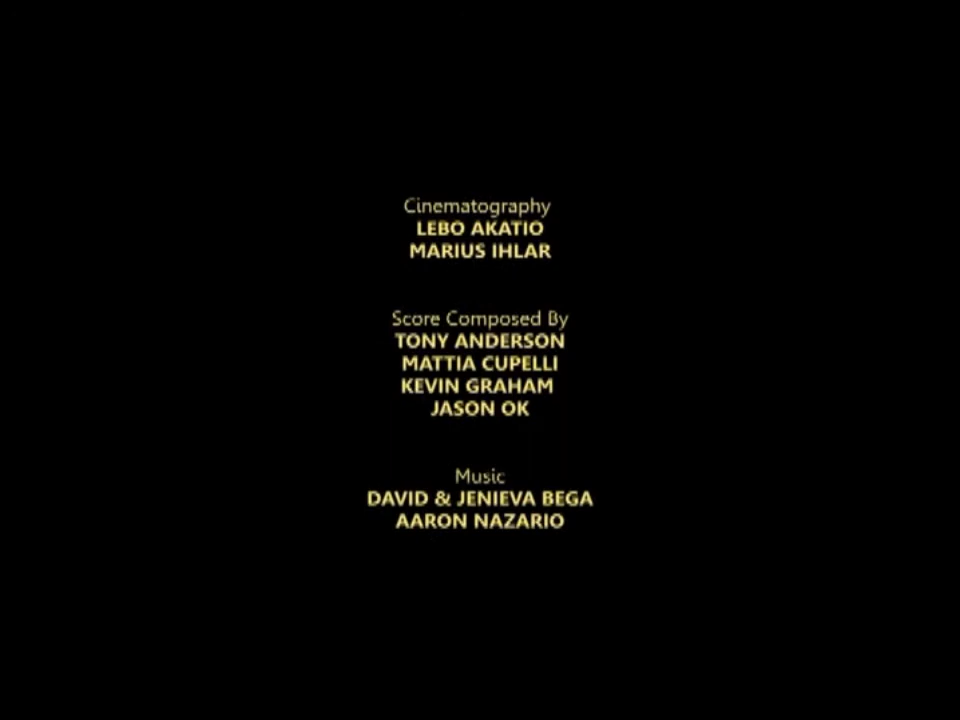 Cinematography
LEBO AKATIO
MARIUS IHLAR
Score Composed By
TONY ANDERSON
MATTIA CUPELLI
KEVIN GRAHAM
JASON OK
Music
DAVID & JENIEVA BEGA
AARON NAZARIO